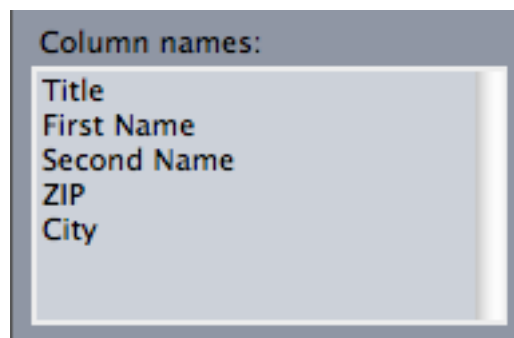 Column names:
Title
First Name
Second Name
ZIP
City